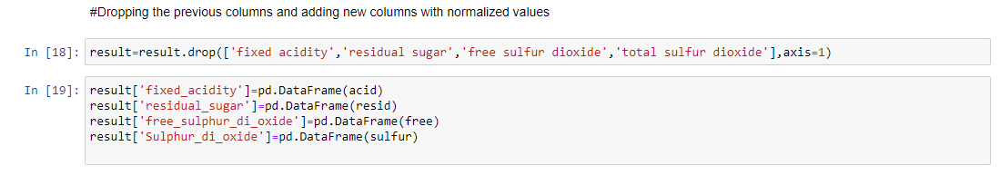 #Dropping the previous columns and adding new columns with normalized values
In [18]: result=result.drop(['fixed acidity','residual sugar','free sulfur dioxide','total sulfur dioxide'],axis=1)
In [19]: result['fixed_acidity']=pd.DataFrame(acid)
result['residual_sugar']=pd.DataFrame(resid)
result['free_sulphur_di_oxide']=pd.DataFrame(free)
result['Sulphur_di_oxide']=pd.DataFrame(sulfur)